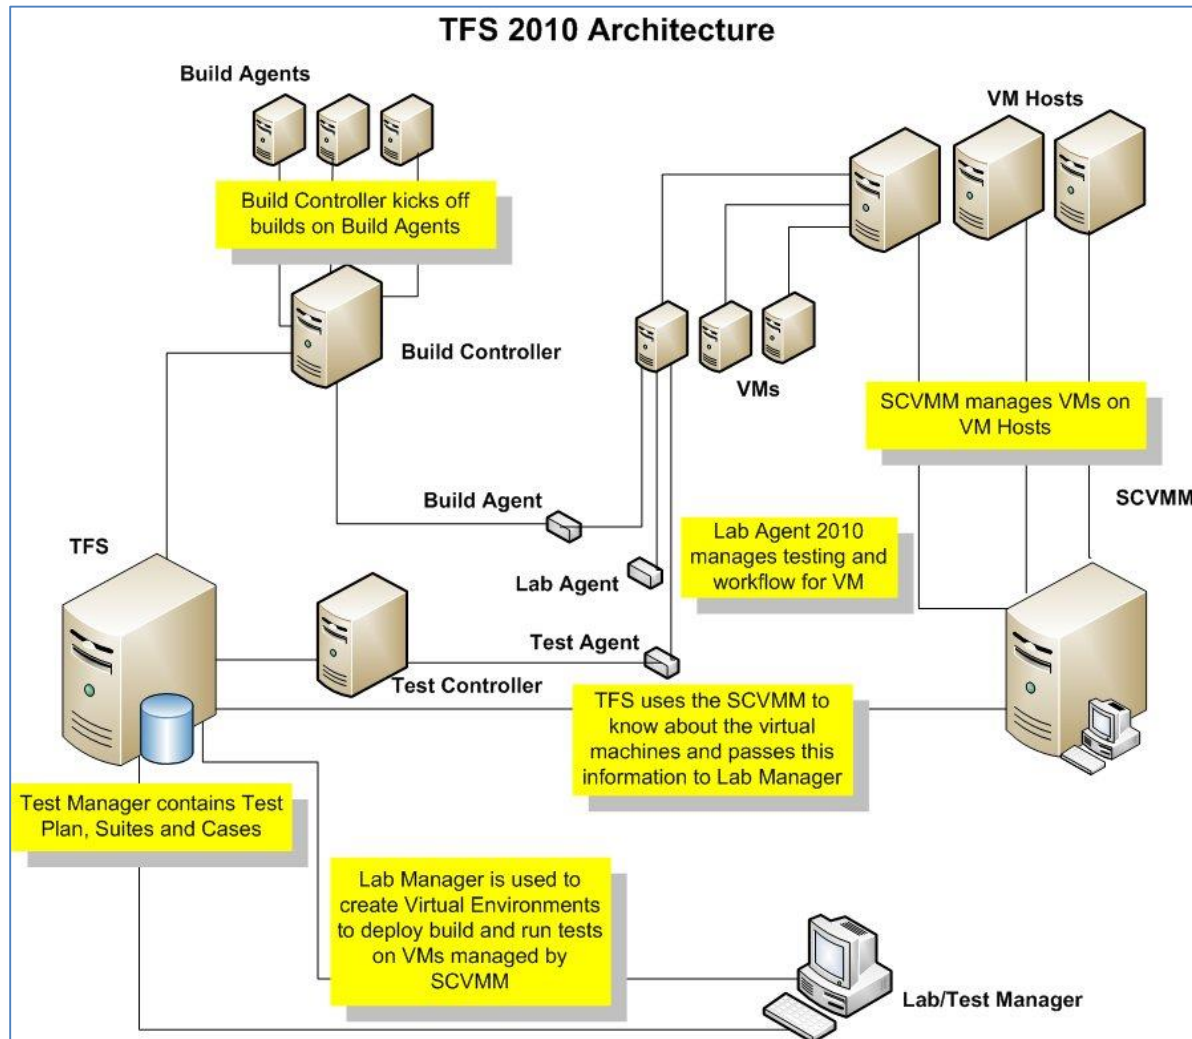 TFS 2010 Architecture
Build Agents
VM Hosts
Build Controller kicks off
builds on Build Agents
Build Controller
VMs
SCVMM manages VMs on
VM Hosts
SCVMM
Build Agent
Lab Agent 2010
manages testing and
workflow for VM
TFS
Lab Agent
Test Agent
Test Controller
TFS uses the SCVMM to
know about the virtual
machines and passes this
information to Lab Manager
Test Manager contains Test
Plan, Suites and Cases
Lab Manager is used to
create Virtual Environments
to deploy build and run tests
on VMs managed by
SCVMM
Lab/Test Manager